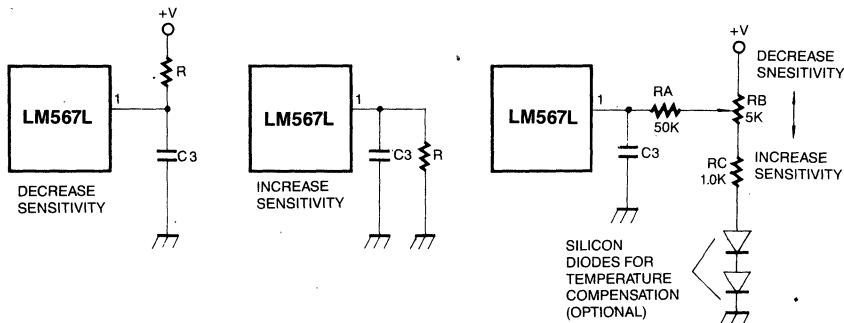 +V
R
1
LM567L
C3
DECREASE
SENSITIVITY
1
LM567L
C3
R
INCREASE
SENSITIVITY
+V
DECREASE
SNESITIVITY
1
LM567L
RA
50K
RB
5K
C3
RC
1.0K
INCREASE
SENSITIVITY
SILICON
DIODES FOR
TEMPERATURE
COMPENSATION
(OPTIONAL)